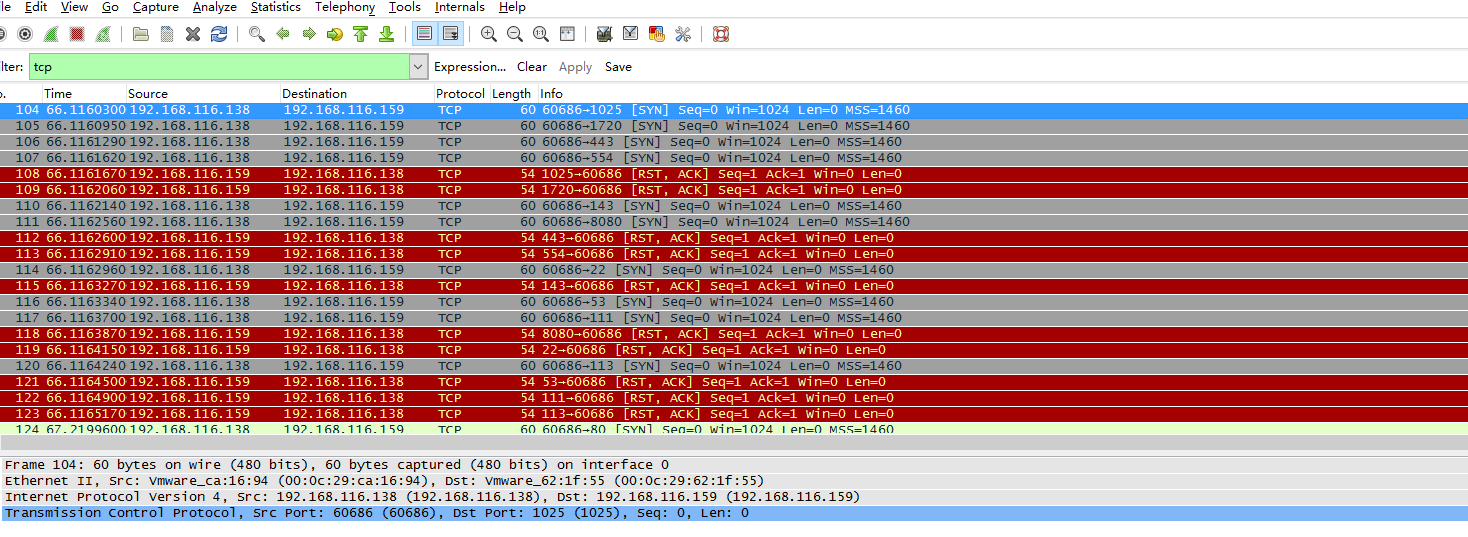 le Edit View Go Capture Analyze Statistics Telephony Tools Internals Help
ilter: tcp Expression... Clear Apply Save
o. Time Source Destination Protocol Length Info
104 66.1160300 192.168.116.138 192.168.116.159 TCP 60 60686→1025 [SYN] Seq=0 Win=1024 Len=0 MSS=1460
105 66.1160950 192.168.116.138 192.168.116.159 TCP 60 60686→1720 [SYN] Seq=0 Win=1024 Len=0 MSS=1460
106 66.1161290 192.168.116.138 192.168.116.159 TCP 60 60686→443 [SYN] Seq=0 Win=1024 Len=0 MSS=1460
107 66.1161620 192.168.116.138 192.168.116.159 TCP 60 60686→554 [SYN] Seq=0 Win=1024 Len=0 MSS=1460
108 66.1161670 192.168.116.159 192.168.116.138 TCP 54 1025→60686 [RST, ACK] Seq=1 Ack=1 Win=0 Len=0
109 66.1162060 192.168.116.159 192.168.116.138 TCP 54 1720→60686 [RST, ACK] Seq=1 Ack=1 Win=0 Len=0
110 66.1162140 192.168.116.138 192.168.116.159 TCP 60 60686→143 [SYN] Seq=0 Win=1024 Len=0 MSS=1460
111 66.1162560 192.168.116.138 192.168.116.159 TCP 60 60686→8080 [SYN] Seq=0 Win=1024 Len=0 MSS=1460
112 66.1162600 192.168.116.159 192.168.116.138 TCP 54 443→60686 [RST, ACK] Seq=1 Ack=1 Win=0 Len=0
113 66.1162910 192.168.116.159 192.168.116.138 TCP 54 554→60686 [RST, ACK] Seq=1 Ack=1 Win=0 Len=0
114 66.1162960 192.168.116.138 192.168.116.159 TCP 60 60686→22 [SYN] Seq=0 Win=1024 Len=0 MSS=1460
115 66.1163270 192.168.116.159 192.168.116.138 TCP 54 143→60686 [RST, ACK] Seq=1 Ack=1 Win=0 Len=0
116 66.1163340 192.168.116.138 192.168.116.159 TCP 60 60686→53 [SYN] Seq=0 Win=1024 Len=0 MSS=1460
117 66.1163700 192.168.116.138 192.168.116.159 TCP 60 60686→111 [SYN] Seq=0 Win=1024 Len=0 MSS=1460
118 66.1163870 192.168.116.159 192.168.116.138 TCP 54 8080→60686 [RST, ACK] Seq=1 Ack=1 Win=0 Len=0
119 66.1164150 192.168.116.159 192.168.116.138 TCP 54 22→60686 [RST, ACK] Seq=1 Ack=1 Win=0 Len=0
120 66.1164240 192.168.116.138 192.168.116.159 TCP 60 60686→113 [SYN] Seq=0 Win=1024 Len=0 MSS=1460
121 66.1164500 192.168.116.159 192.168.116.138 TCP 54 53→60686 [RST, ACK] Seq=1 Ack=1 Win=0 Len=0
122 66.1164900 192.168.116.159 192.168.116.138 TCP 54 111→60686 [RST, ACK] Seq=1 Ack=1 Win=0 Len=0
123 66.1165170 192.168.116.159 192.168.116.138 TCP 54 113→60686 [RST, ACK] Seq=1 Ack=1 Win=0 Len=0
124 67.2199600 192.168.116.138 192.168.116.159 TCP 60 60686→80 [SYN] Seq=0 Win=1024 Len=0 MSS=1460
Frame 104: 60 bytes on wire (480 bits), 60 bytes captured (480 bits) on interface 0
Ethernet II, Src: Vmware_ca:16:94 (00:0c:29:ca:16:94), Dst: Vmware_62:1f:55 (00:0c:29:62:1f:55)
Internet Protocol Version 4, Src: 192.168.116.138 (192.168.116.138), Dst: 192.168.116.159 (192.168.116.159)
Transmission Control Protocol, Src Port: 60686 (60686), Dst Port: 1025 (1025), Seq: 0, Len: 0